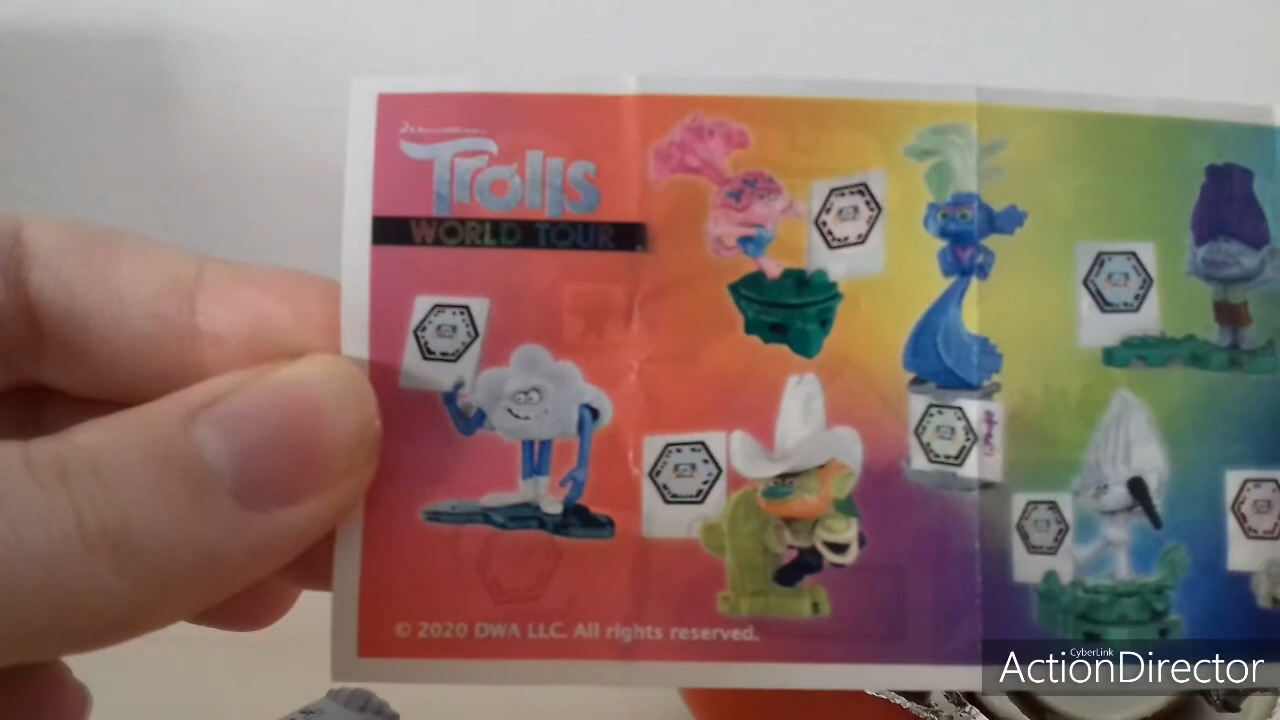 DREAMWORKS
Trolls
WORLD TOUR
© 2020 DWA LLC. All rights reserved.
CyberLink
ActionDirector